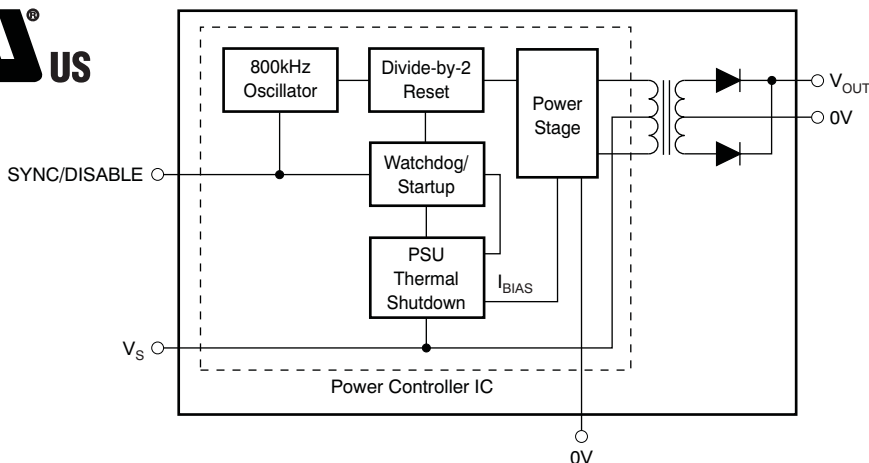 ®
US
800kHz
Oscillator
Divide-by-2
Reset
Power
Stage
V_OUT
0V
SYNC/DISABLE
Watchdog/
Startup
PSU
Thermal
Shutdown
I_BIAS
V_S
Power Controller IC
0V